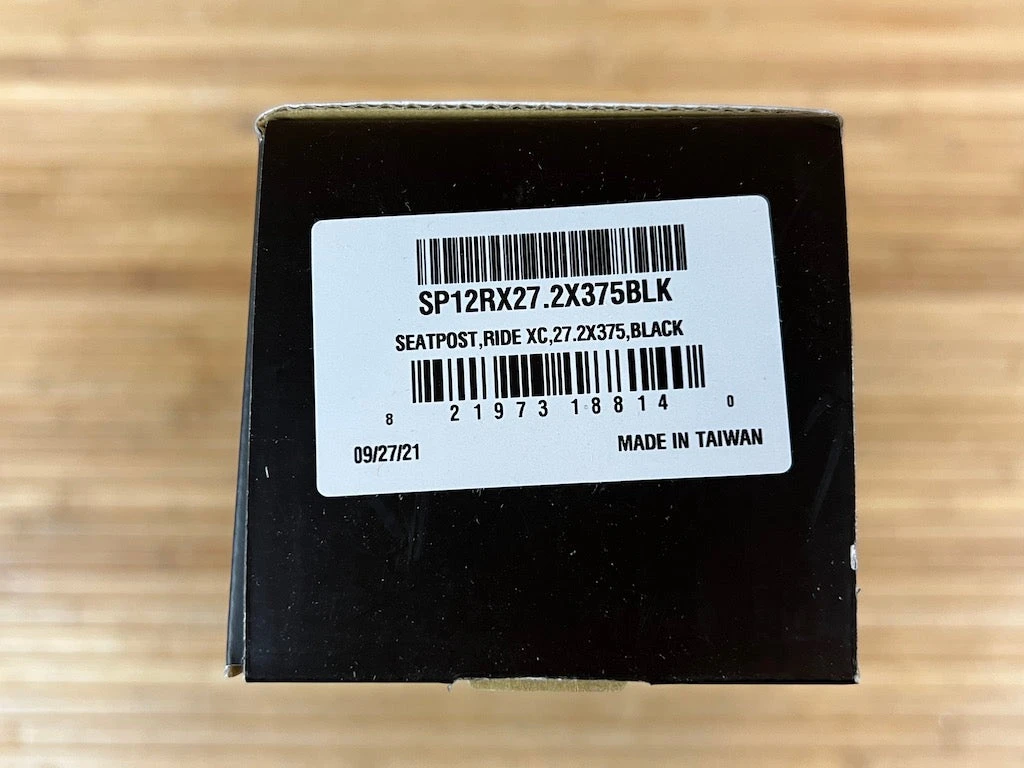 SP12RX27.2X375BLK
SEATPOST,RIDE XC,27.2X375,BLACK
8 21973 18814 0
09/27/21 MADE IN TAIWAN